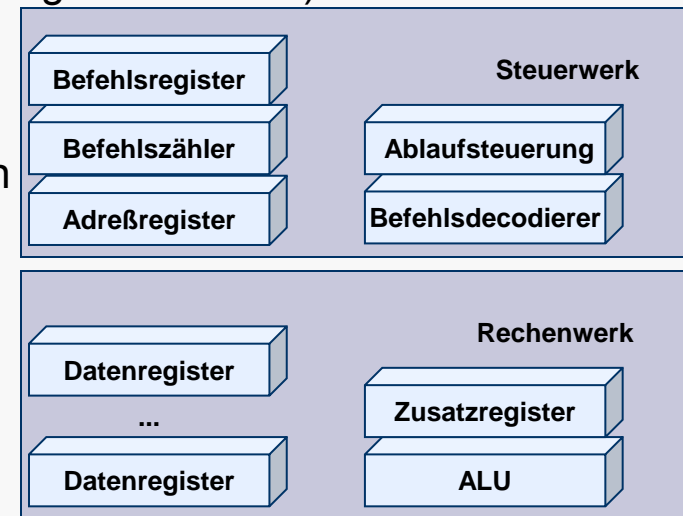 Befehlsregister
Steuerwerk
Befehlszähler
Ablaufsteuerung
Adreßregister
Befehlsdecodierer
Rechenwerk
Datenregister
Zusatzregister
...
Datenregister
ALU